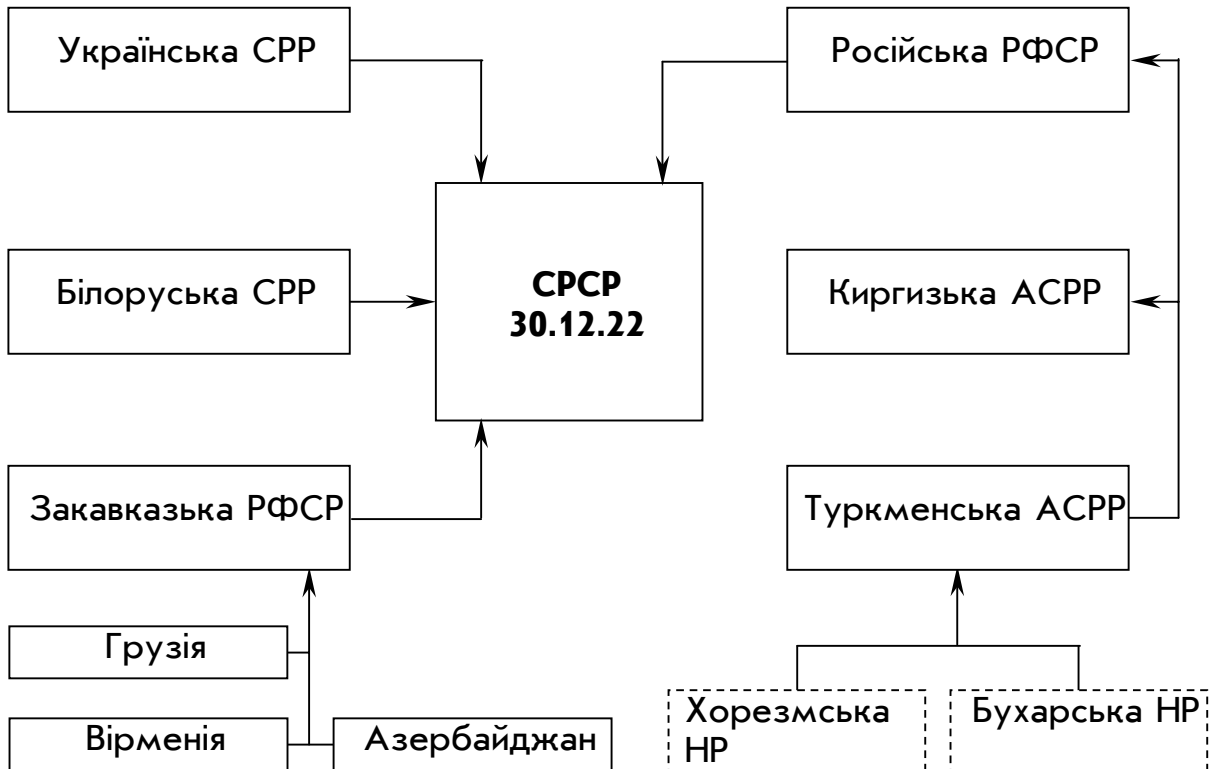 Українська СРР
Російська РФСР
Білоруська СРР
СРСР
30.12.22
Киргизька АСРР
Закавказька РФСР
Туркменська АСРР
Грузія
Вірменія
Азербайджан
Хорезмська
НР
Бухарська НР